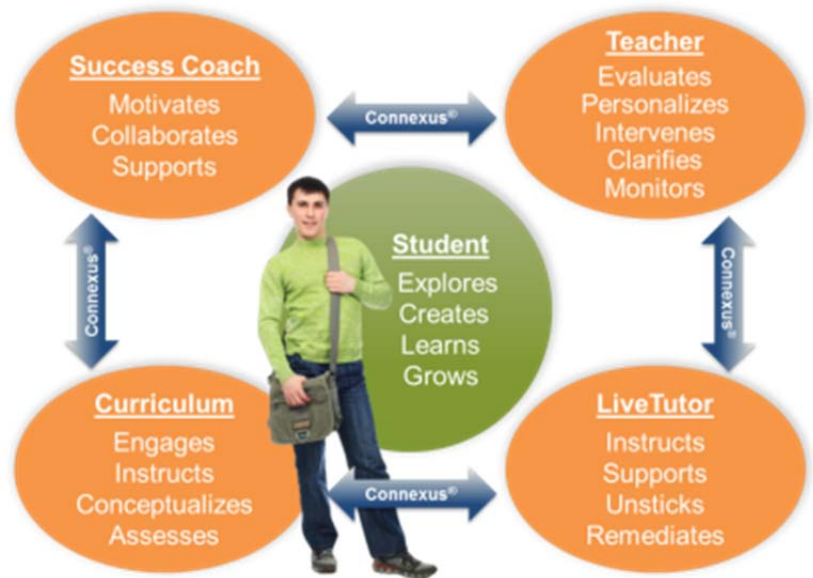 Success Coach
Motivates
Collaborates
Supports
Connexus®
Teacher
Evaluates
Personalizes
Intervenes
Clarifies
Monitors
Connexus®
Student
Explores
Creates
Learns
Grows
Connexus®
Curriculum
Engages
Instructs
Conceptualizes
Assesses
Connexus®
LiveTutor
Instructs
Supports
Unsticks
Remediates